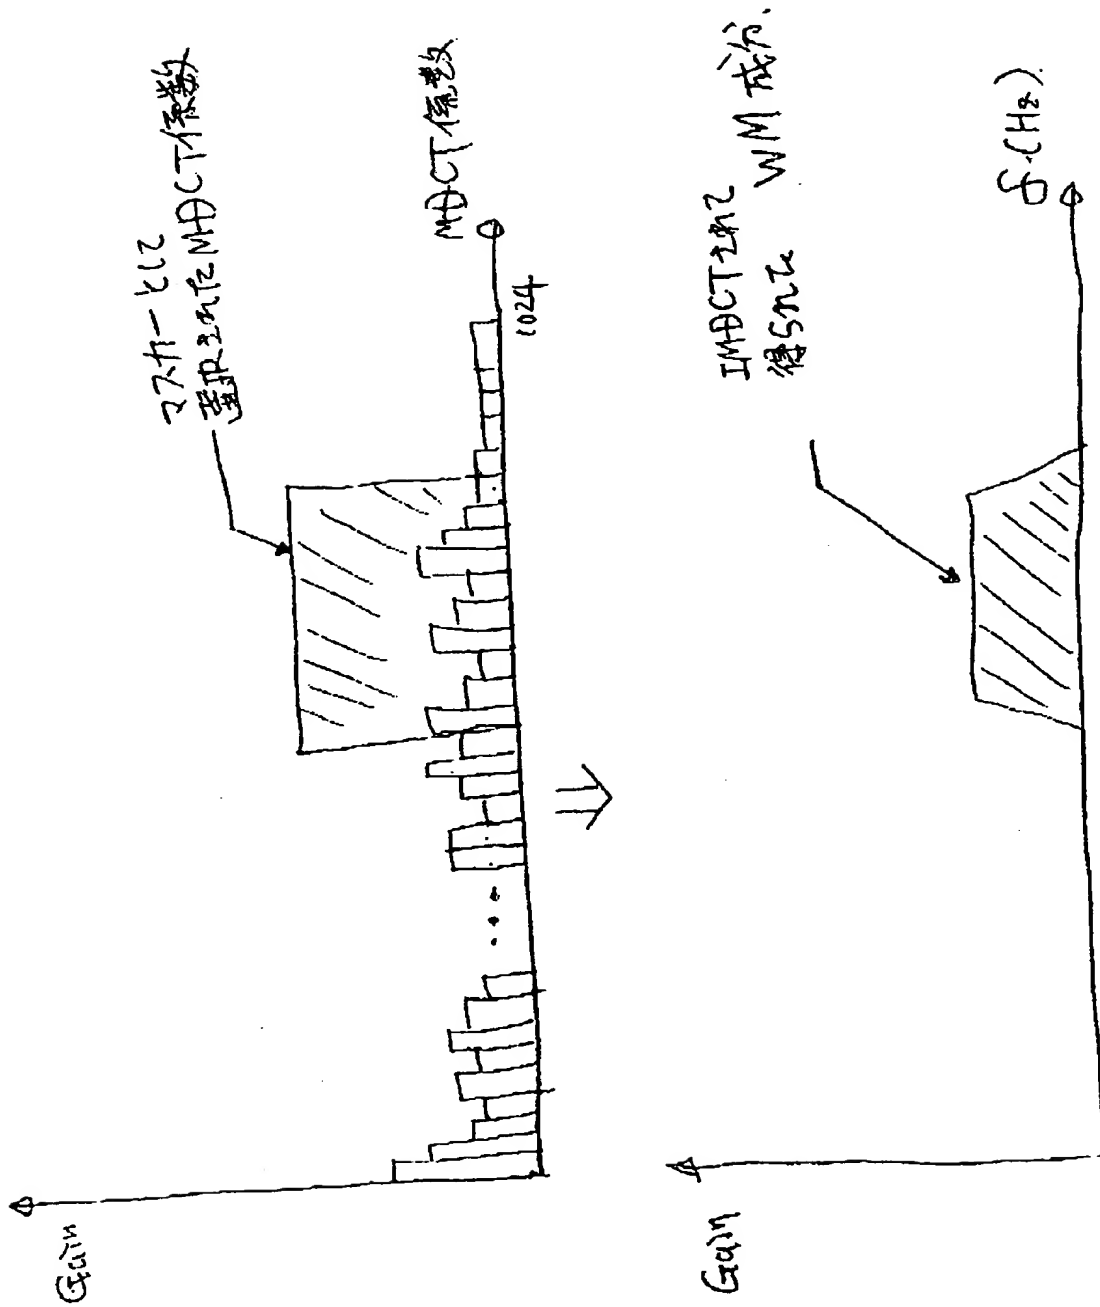 Gain
マスカーとして
選択されたMDCT係数
MDCT係数
1024
Gain
IMDCTされて
得られた WM成分.
f(Hz)